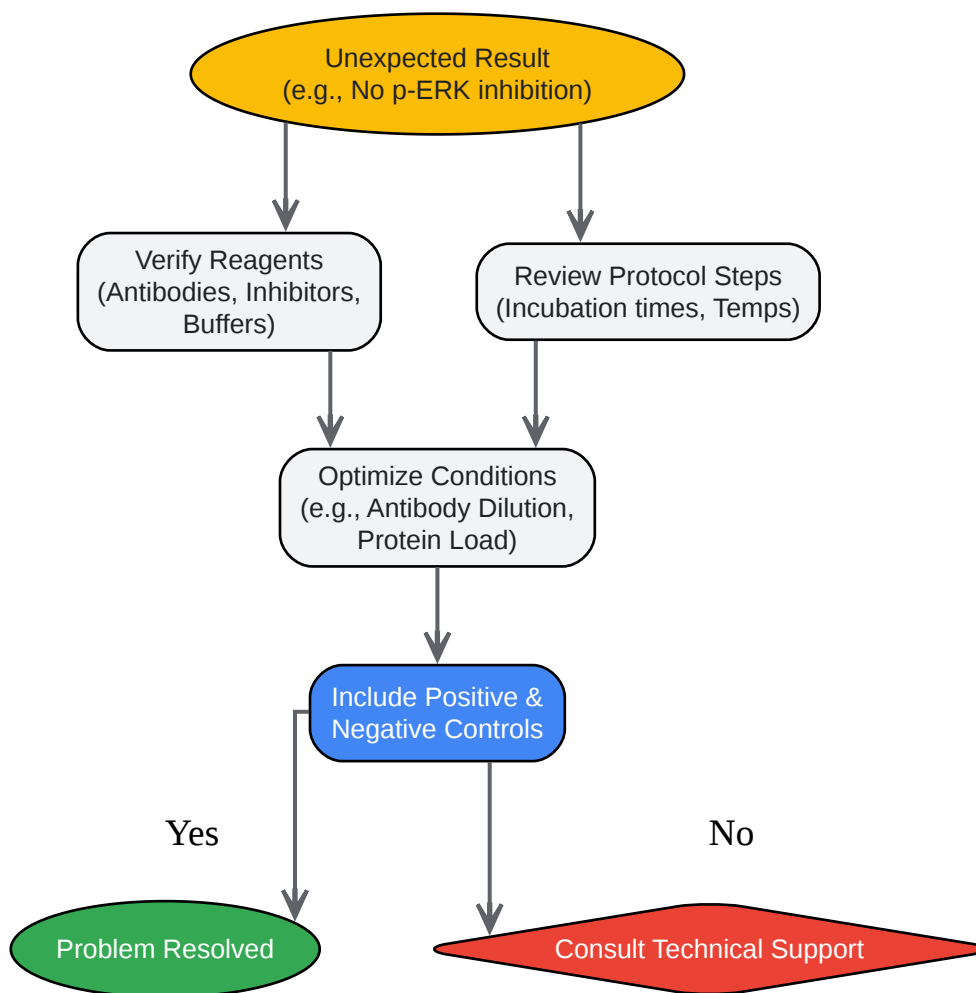 Unexpected Result
(e.g., No p-ERK inhibition)
Verify Reagents
(Antibodies, Inhibitors,
Buffers)
Review Protocol Steps
(Incubation times, Temps)
Optimize Conditions
(e.g., Antibody Dilution,
Protein Load)
Include Positive &
Negative Controls
Yes
No
Problem Resolved
Consult Technical Support